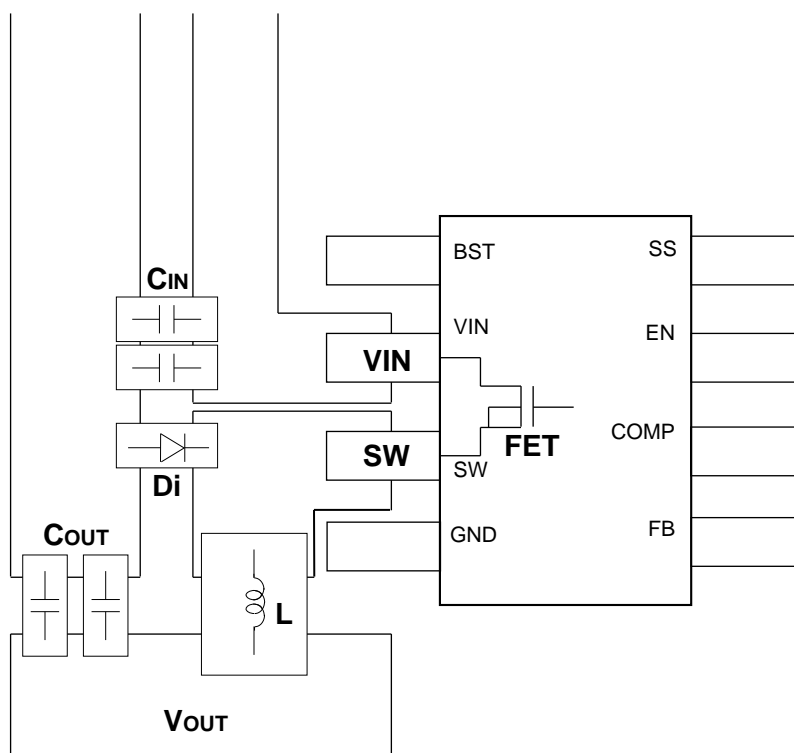 BST
SS
CIN
VIN
EN
VIN
COMP
FET
SW
SW
Di
GND
FB
COUT
L
VOUT